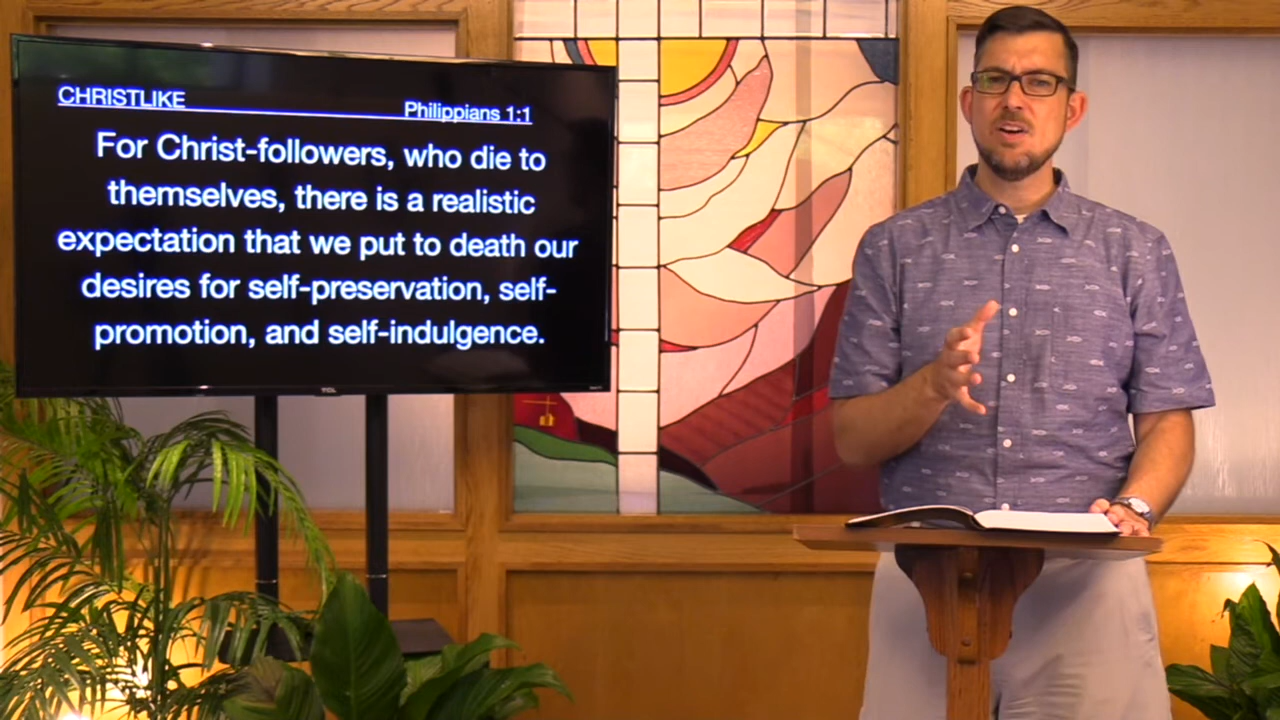 CHRISTLIKE Philippians 1:1
For Christ-followers, who die to
themselves, there is a realistic
expectation that we put to death our
desires for self-preservation, self-
promotion, and self-indulgence.
TCL